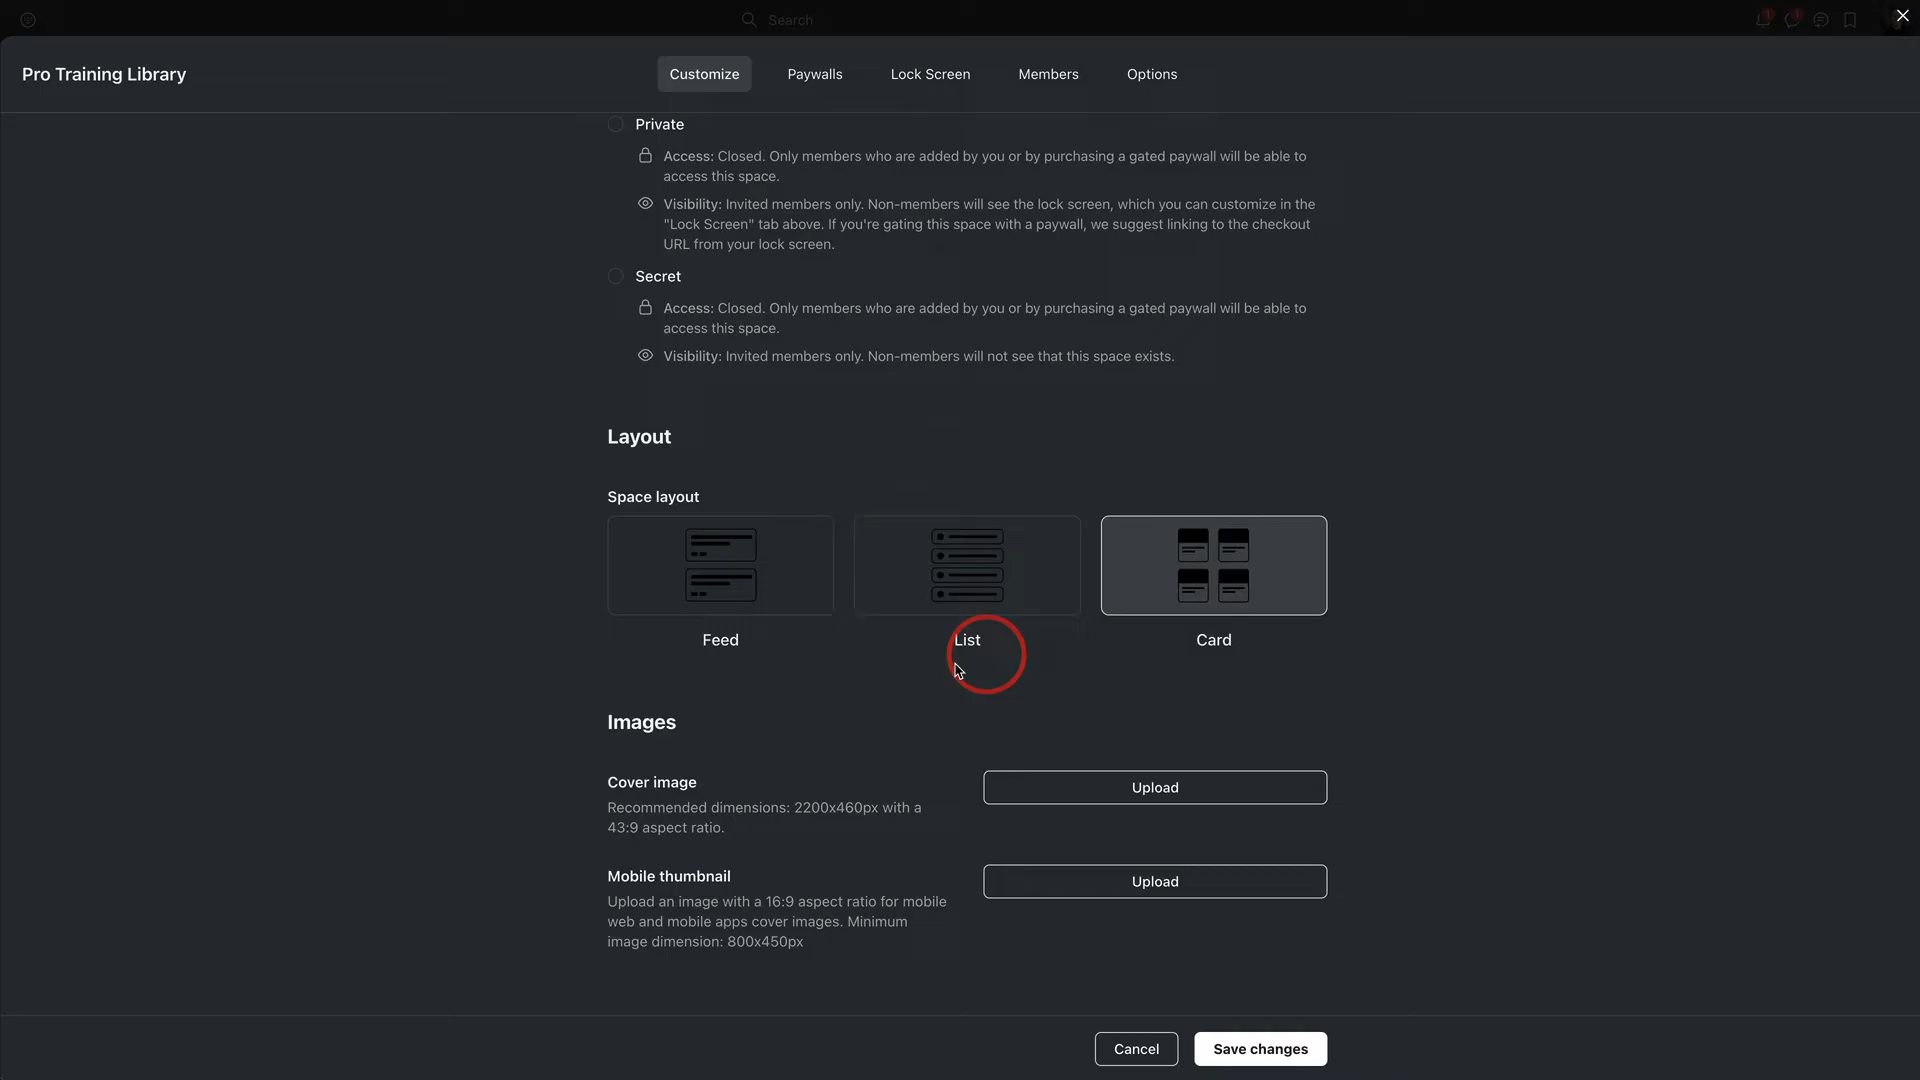 Search
1
1
Pro Training Library
Customize
Paywalls
Lock Screen
Members
Options
Private
Access: Closed. Only members who are added by you or by purchasing a gated paywall will be able to
access this space.
Visibility: Invited members only. Non-members will see the lock screen, which you can customize in the
"Lock Screen" tab above. If you're gating this space with a paywall, we suggest linking to the checkout
URL from your lock screen.
Secret
Access: Closed. Only members who are added by you or by purchasing a gated paywall will be able to
access this space.
Visibility: Invited members only. Non-members will not see that this space exists.
Layout
Space layout
Feed
List
Card
Images
Cover image
Upload
Recommended dimensions: 2200x460px with a
43:9 aspect ratio.
Mobile thumbnail
Upload
Upload an image with a 16:9 aspect ratio for mobile
web and mobile apps cover images. Minimum
image dimension: 800x450px
Cancel
Save changes